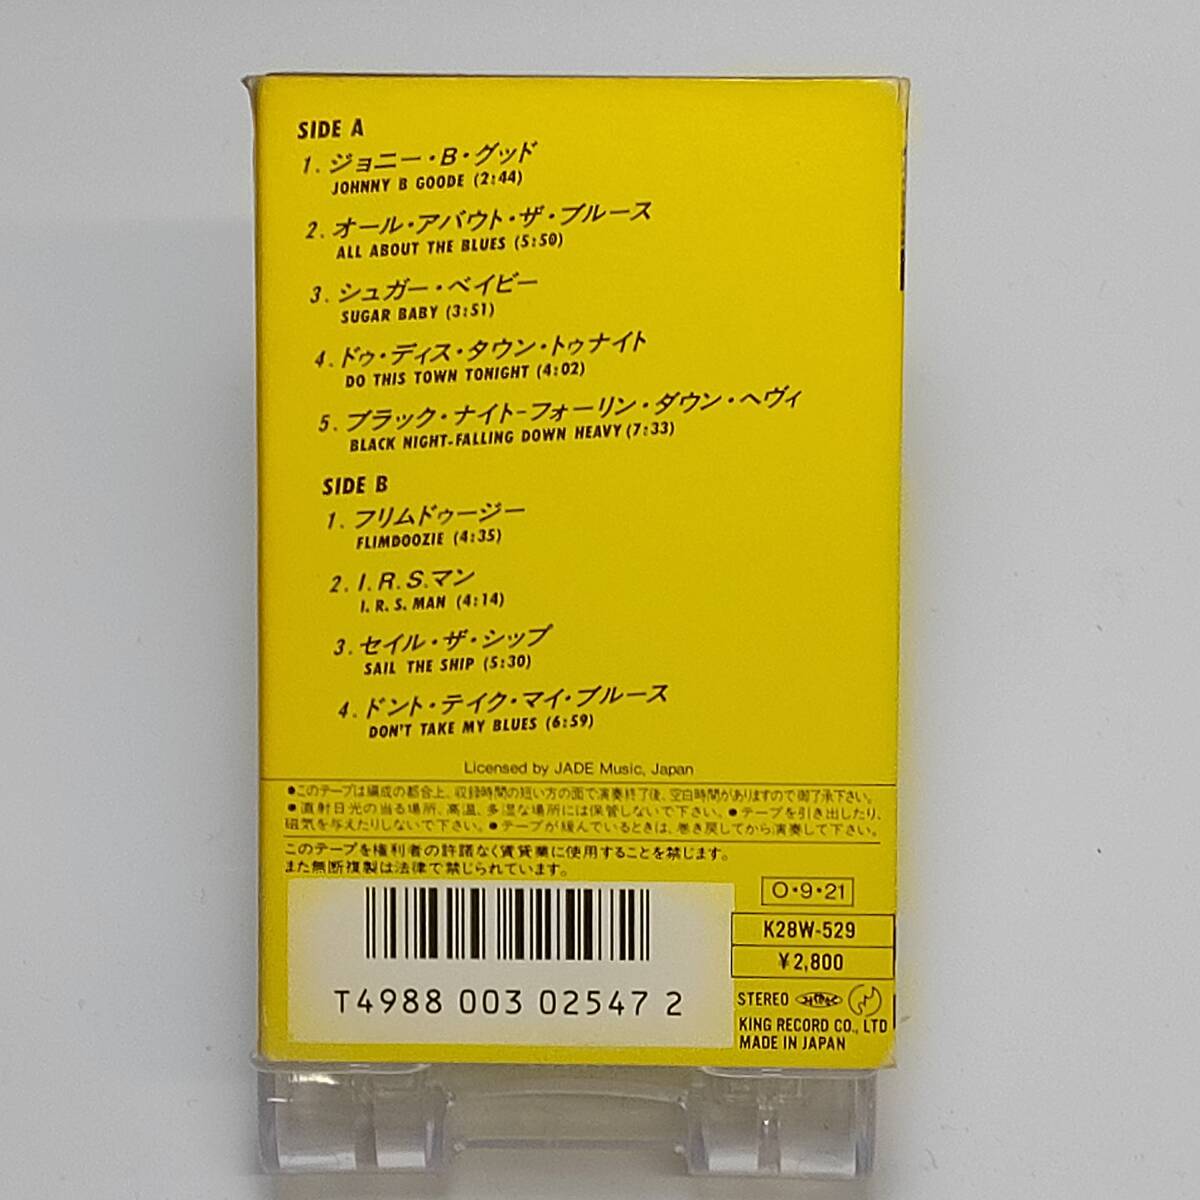 SIDE A
1. ジョニー・B・グッド
JOHNNY B GOODE (2:44)
2. オール・アバウト・ザ・ブルース
ALL ABOUT THE BLUES (5:50)
3. シュガー・ベイビー
SUGAR BABY (3:51)
4. ドゥ・ディス・タウン・トゥナイト
DO THIS TOWN TONIGHT (4:02)
5. ブラック・ナイト-フォーリン・ダウン・ヘヴィ
BLACK NIGHT-FALLING DOWN HEAVY (7:33)
SIDE B
1. フリムドゥージー
FLIMDOOZIE (4:35)
2. I.R.S.マン
I.R.S. MAN (4:14)
3. セイル・ザ・シップ
SAIL THE SHIP (5:30)
4. ドント・テイク・マイ・ブルース
DON'T TAKE MY BLUES (6:59)
Licensed by JADE Music, Japan
●このテープは編成の都合上、収録時間の短い方の面で演奏終了後、空白時間がありますので御了承下さい。
●直射日光の当る場所、高温、多湿な場所には保管しないで下さい。●テープを引き出したり、
磁気を与えたりしないで下さい。●テープが緩んでいるときは、巻き戻してから演奏して下さい。
このテープを権利者の許諾なく賃貸業に使用することを禁じます。
また無断複製は法律で禁じられています。
O・9・21
K28W-529
¥2,800
T4988 003 02547 2
STEREO
KING RECORD CO., LTD
MADE IN JAPAN